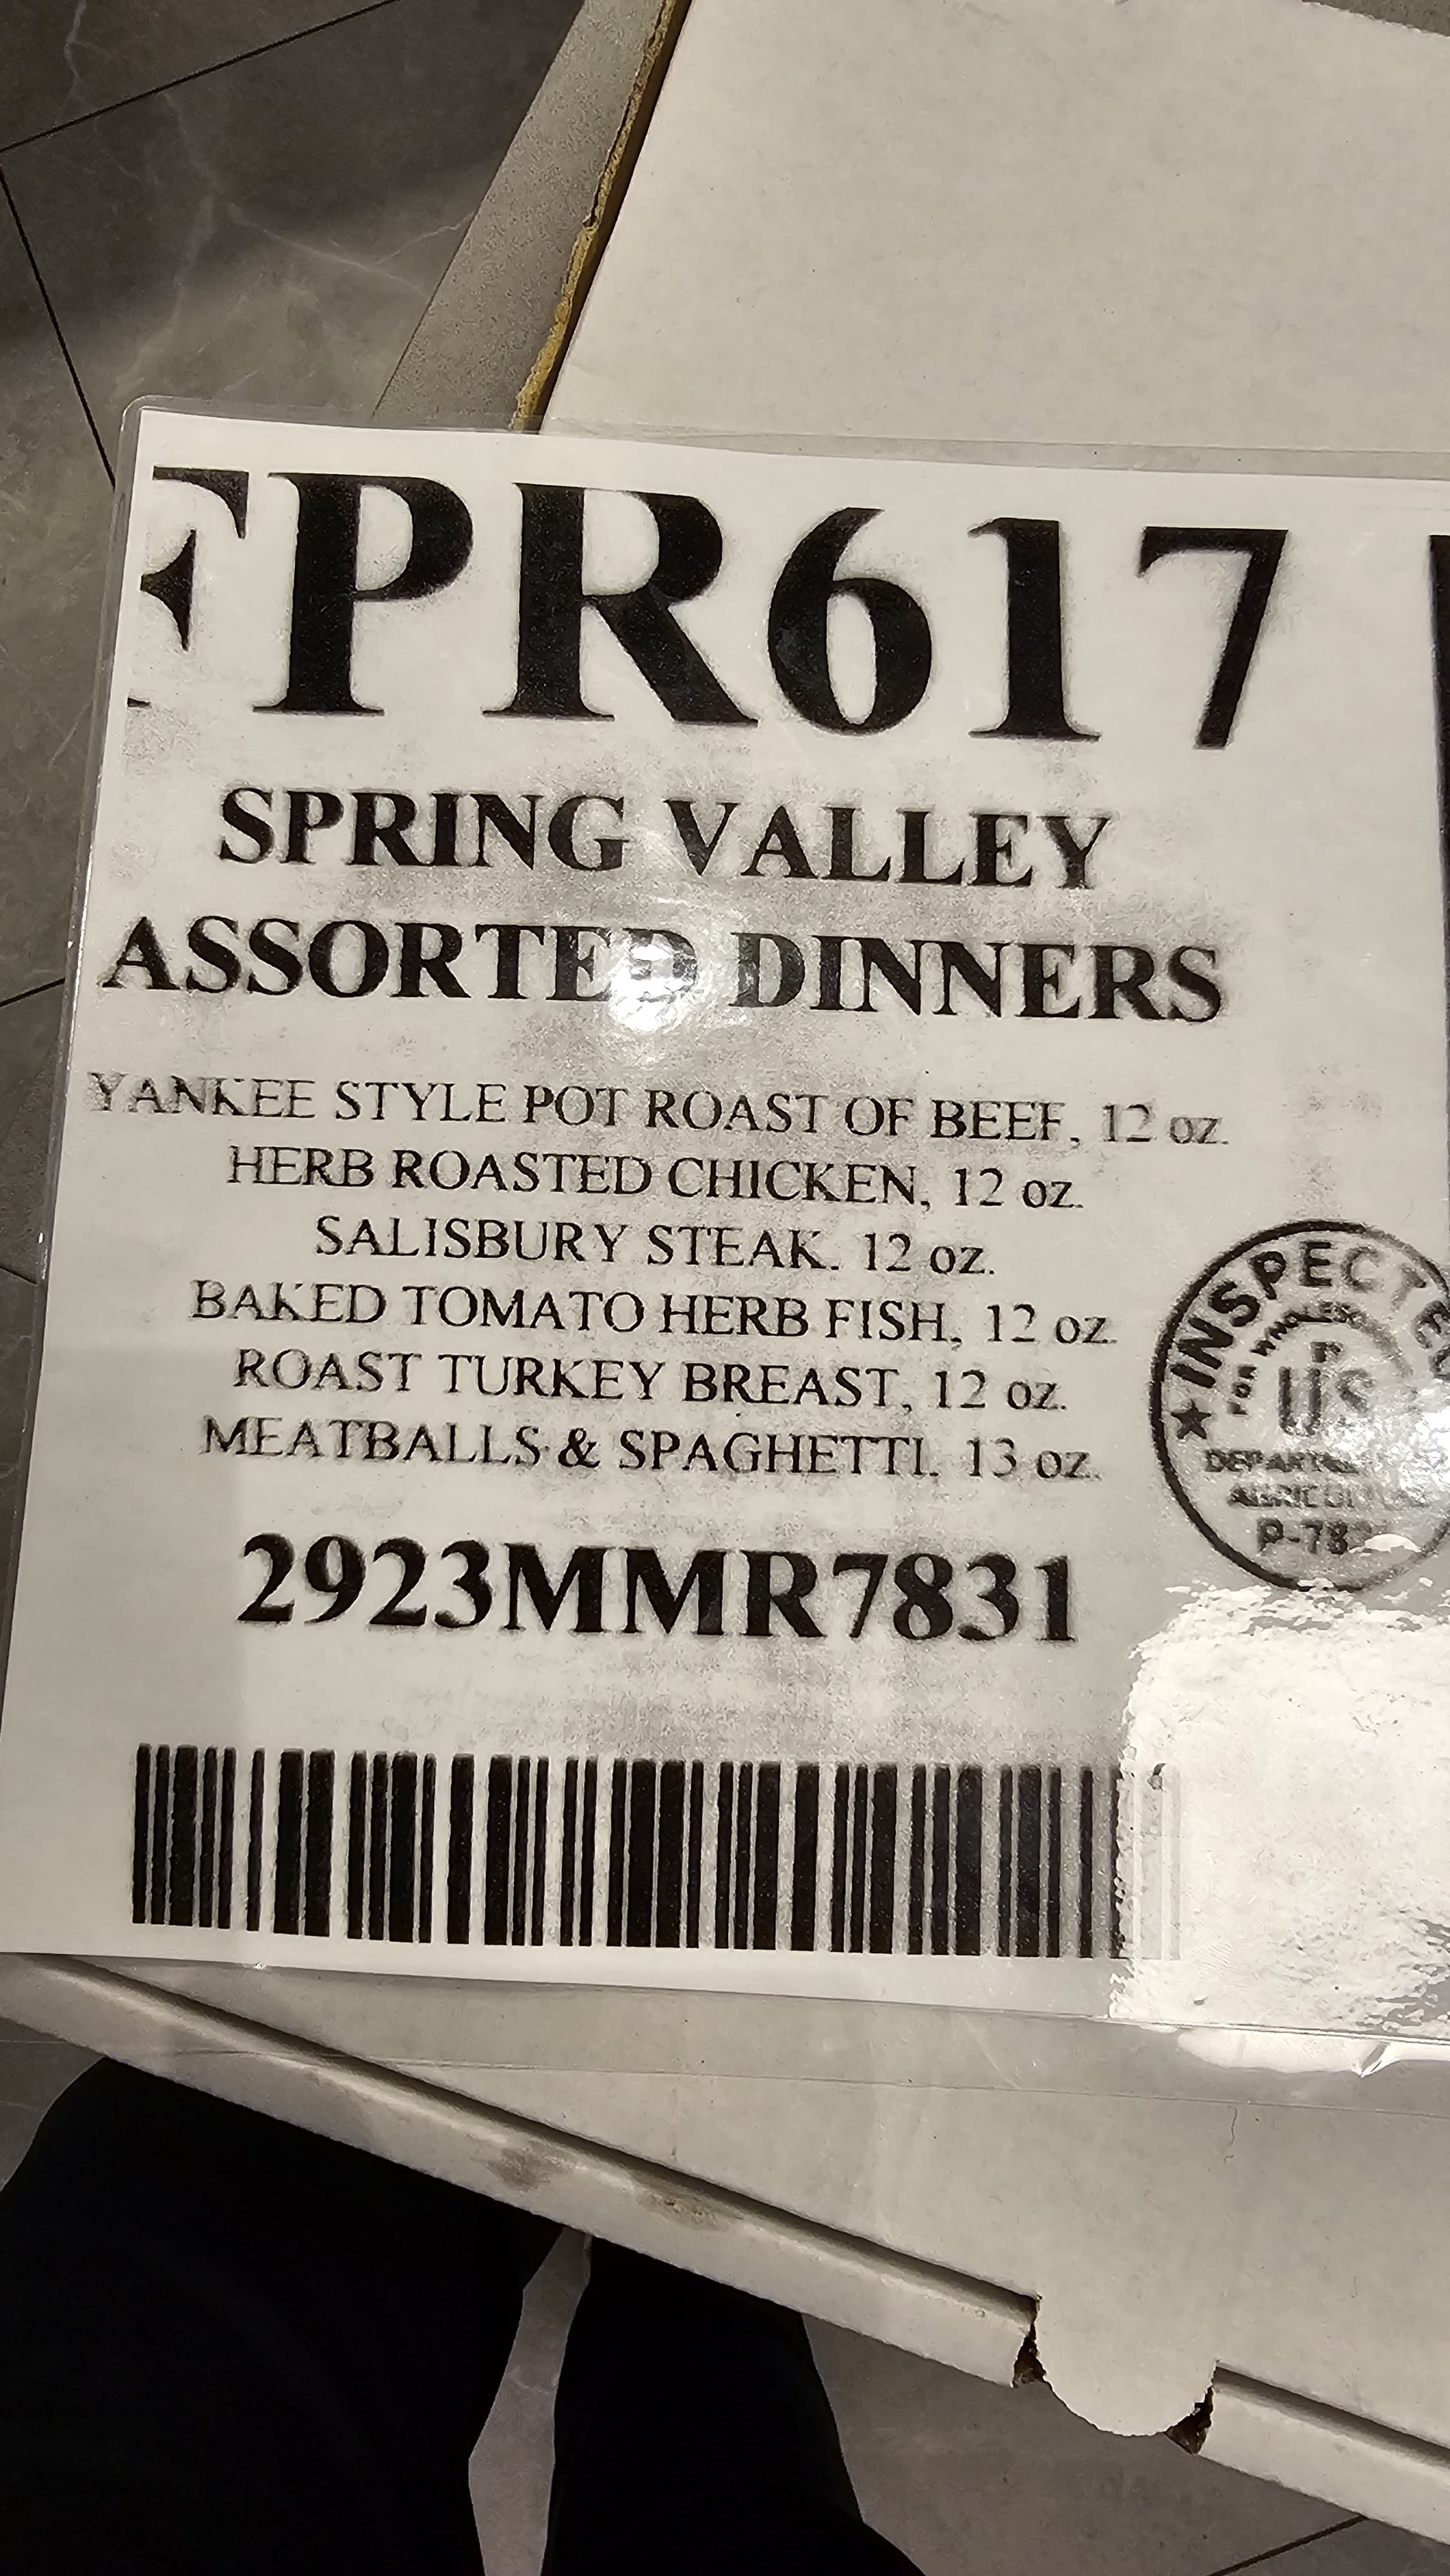 FPR617
SPRING VALLEY
ASSORTED DINNERS
YANKEE STYLE POT ROAST OF BEEF, 12 oz.
HERB ROASTED CHICKEN, 12 oz.
SALISBURY STEAK. 12 oz.
BAKED TOMATO HERB FISH, 12 oz.
ROAST TURKEY BREAST, 12 oz.
MEATBALLS & SPAGHETTI. 13 oz.
INSPECTED
FOR
US
2923MMR7831